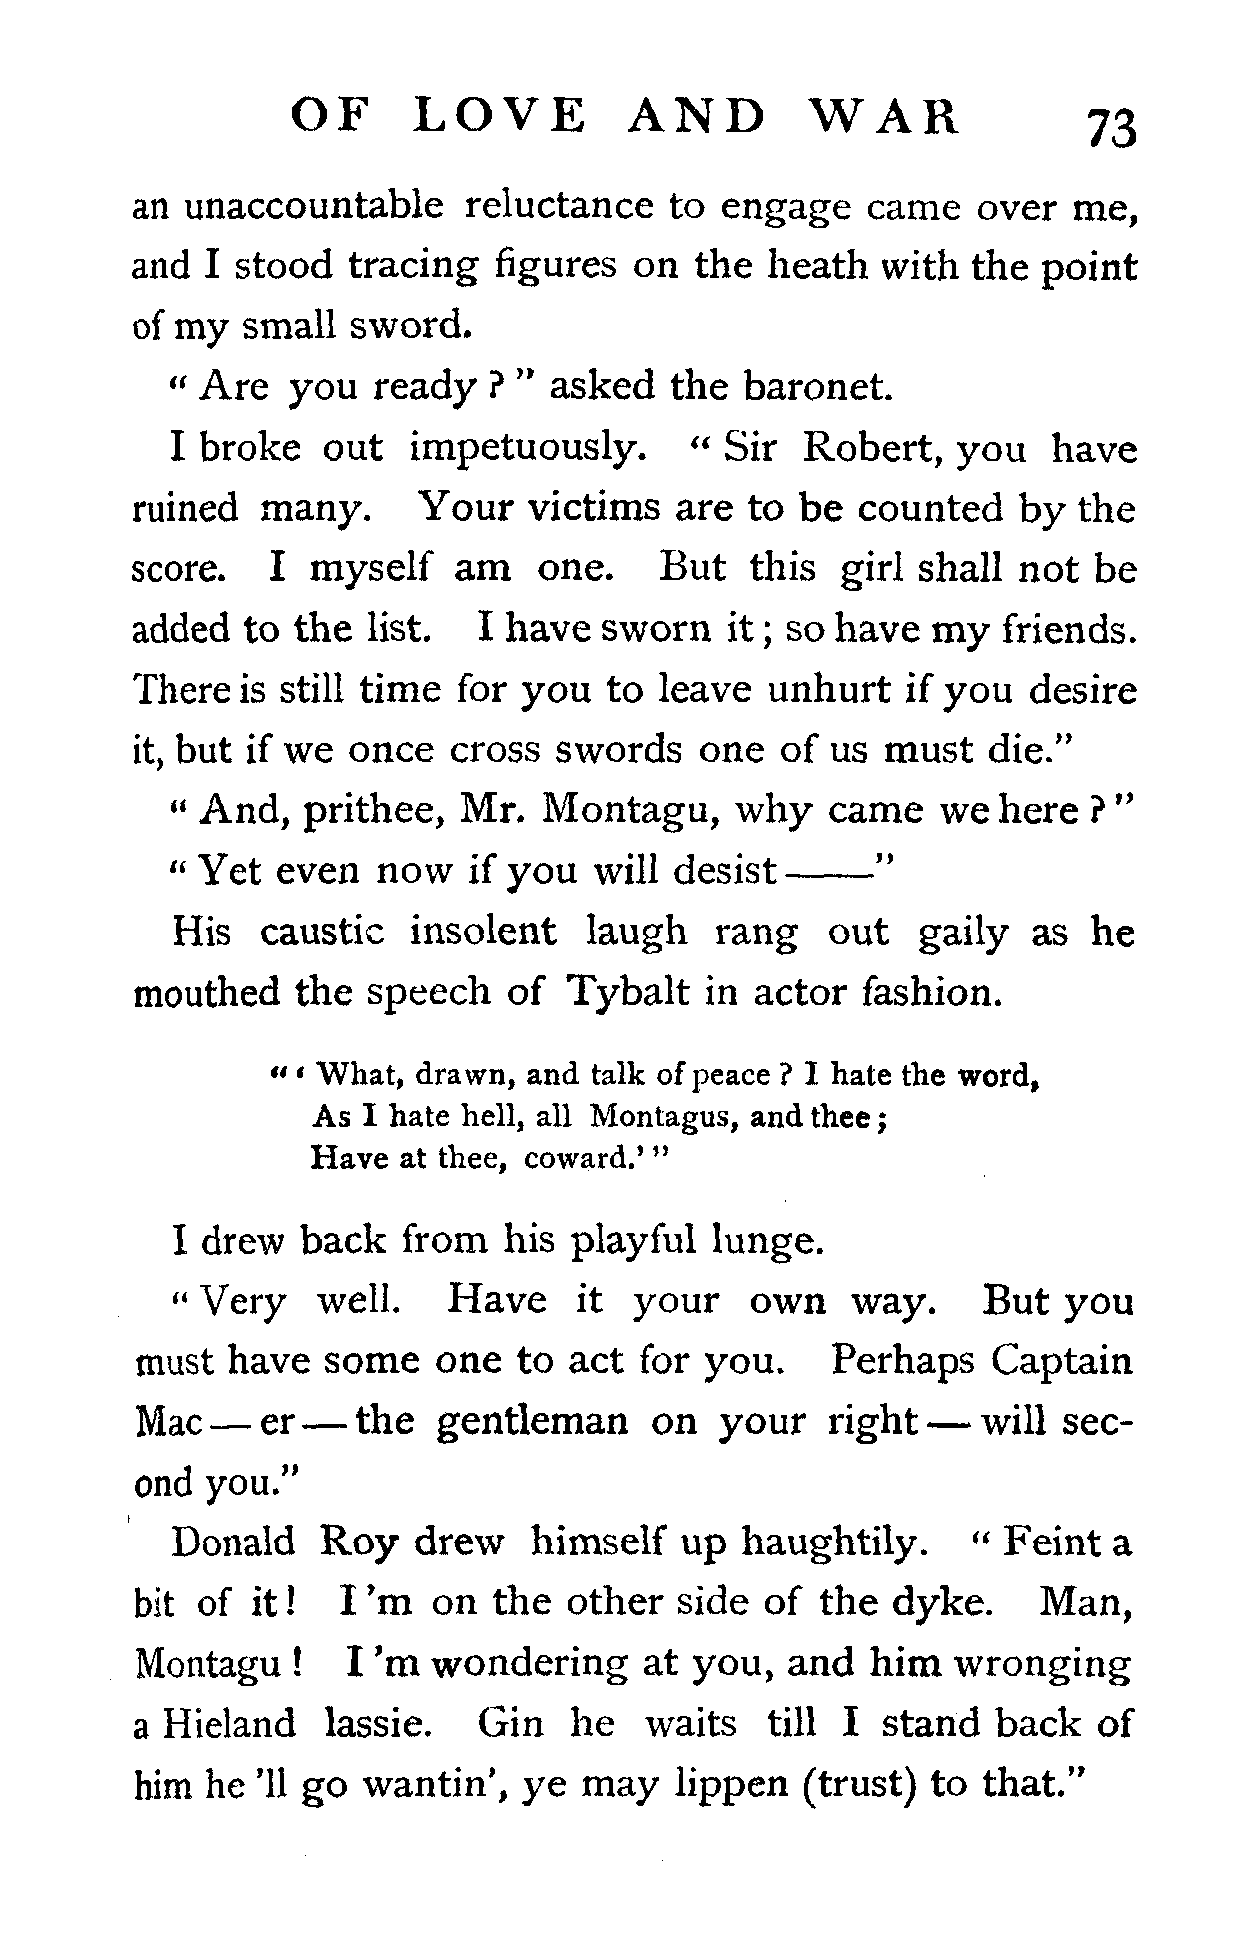 OF LOVE AND WAR 73
an unaccountable reluctance to engage came over me,
and I stood tracing figures on the heath with the point
of my small sword.
“ Are you ready ? ” asked the baronet.
I broke out impetuously. “ Sir Robert, you have
ruined many. Your victims are to be counted by the
score. I myself am one. But this girl shall not be
added to the list. I have sworn it ; so have my friends.
There is still time for you to leave unhurt if you desire
it, but if we once cross swords one of us must die.”
“ And, prithee, Mr. Montagu, why came we here ? ”
“ Yet even now if you will desist ——”
His caustic insolent laugh rang out gaily as he
mouthed the speech of Tybalt in actor fashion.
“ ‘ What, drawn, and talk of peace ? I hate the word,
As I hate hell, all Montagus, and thee ;
Have at thee, coward.’ ”
I drew back from his playful lunge.
“ Very well. Have it your own way. But you
must have some one to act for you. Perhaps Captain
Mac — er — the gentleman on your right — will sec-
ond you.”
Donald Roy drew himself up haughtily. “ Feint a
bit of it ! I ’m on the other side of the dyke. Man,
Montagu ! I ’m wondering at you, and him wronging
a Hieland lassie. Gin he waits till I stand back of
him he ’ll go wantin’, ye may lippen (trust) to that.”